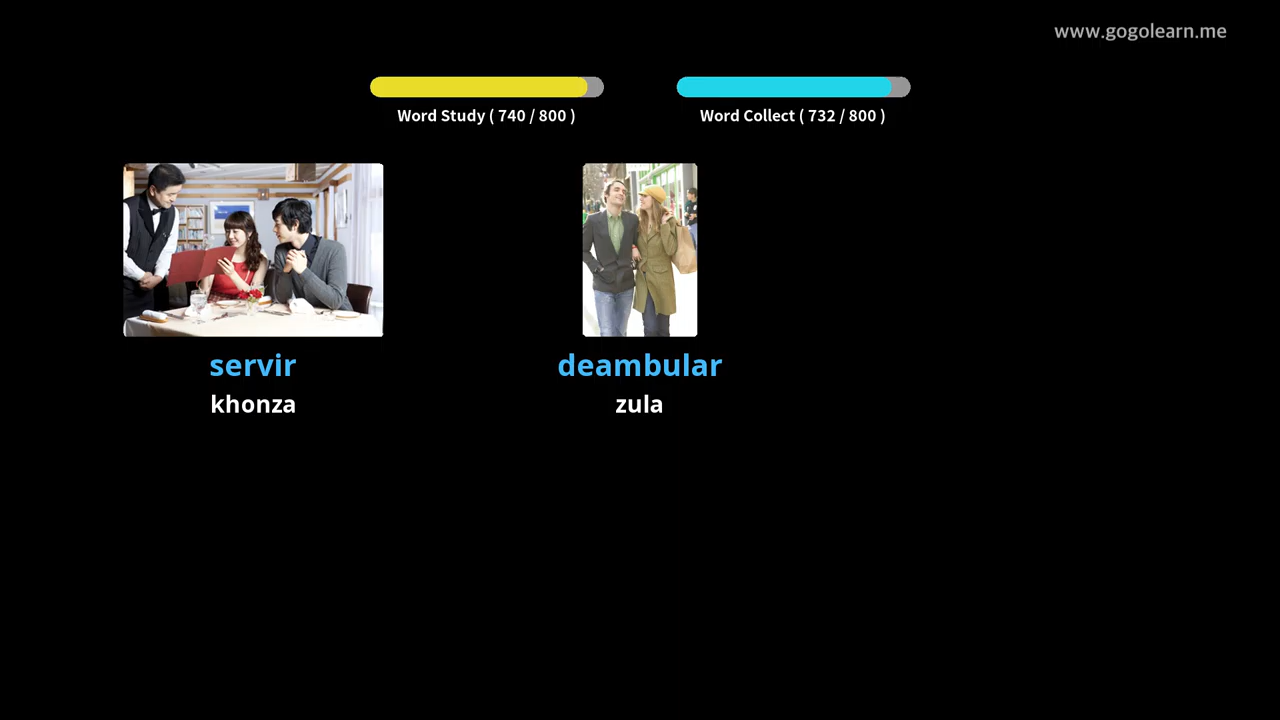 www.gogolearn.me
Word Study ( 740 / 800 )
Word Collect ( 732 / 800 )
servir
khonza
deambular
zula